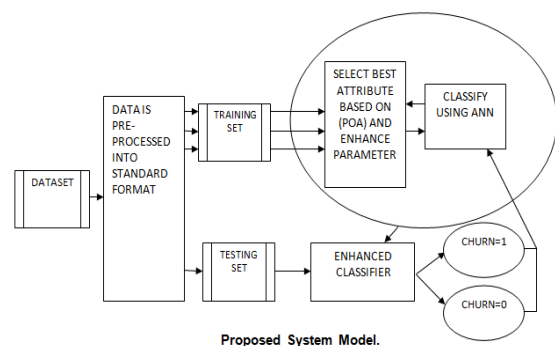 DATASET
DATA IS
PRE-
PROCESSED
INTO
STANDARD
FORMAT
TRAINING
SET
SELECT BEST
ATTRIBUTE
BASED ON
(POA) AND
ENHANCE
PARAMETER
CLASSIFY
USING ANN
TESTING
SET
ENHANCED
CLASSIFIER
CHURN=1
CHURN=0
Proposed System Model.